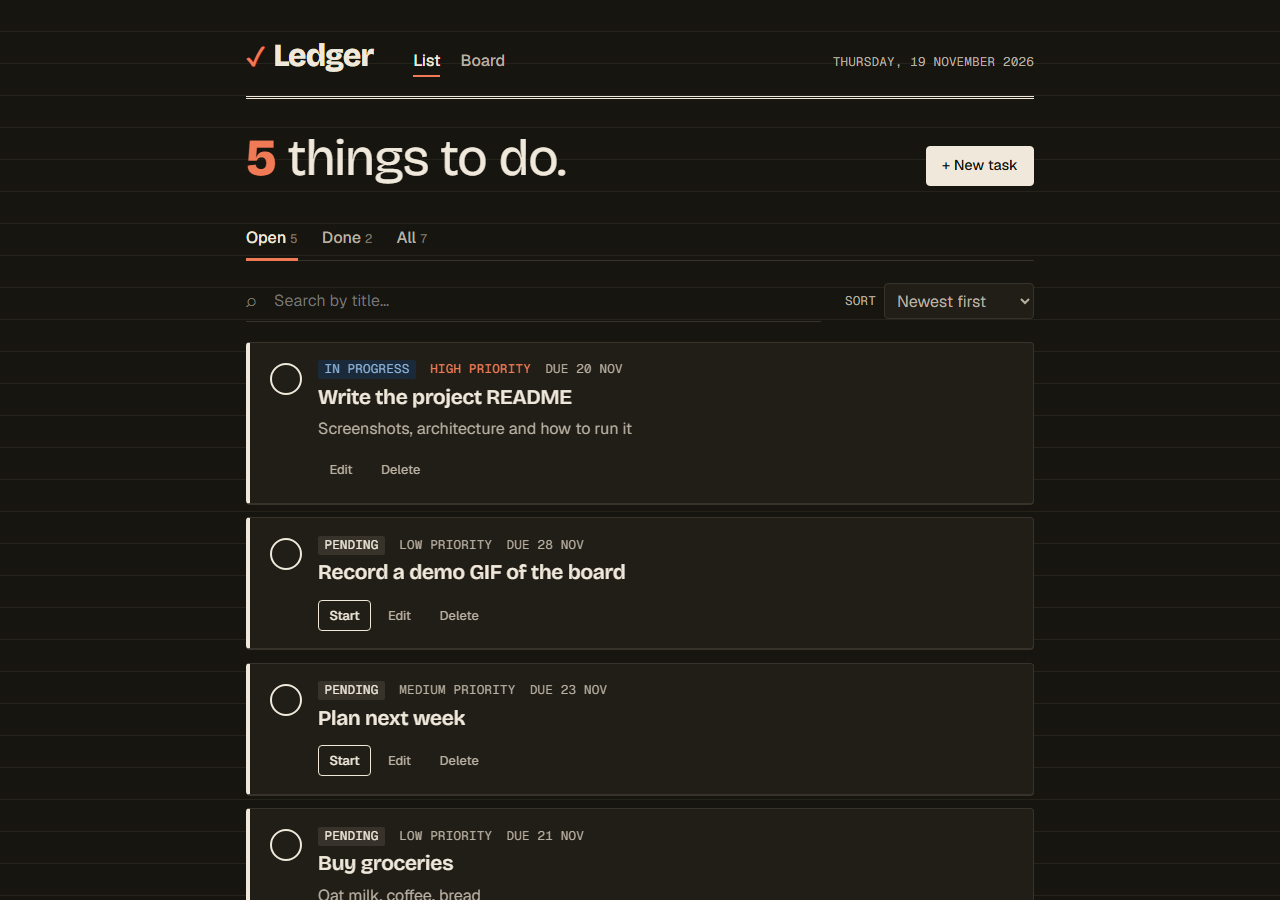 ✓ Ledger List Board THURSDAY, 19 NOVEMBER 2026
5 things to do. + New task
Open 5 Done 2 All 7
Search by title... SORT Newest first
IN PROGRESS HIGH PRIORITY DUE 20 NOV
Write the project README
Screenshots, architecture and how to run it
Edit Delete
PENDING LOW PRIORITY DUE 28 NOV
Record a demo GIF of the board
Start Edit Delete
PENDING MEDIUM PRIORITY DUE 23 NOV
Plan next week
Start Edit Delete
PENDING LOW PRIORITY DUE 21 NOV
Buy groceries
Oat milk, coffee, bread